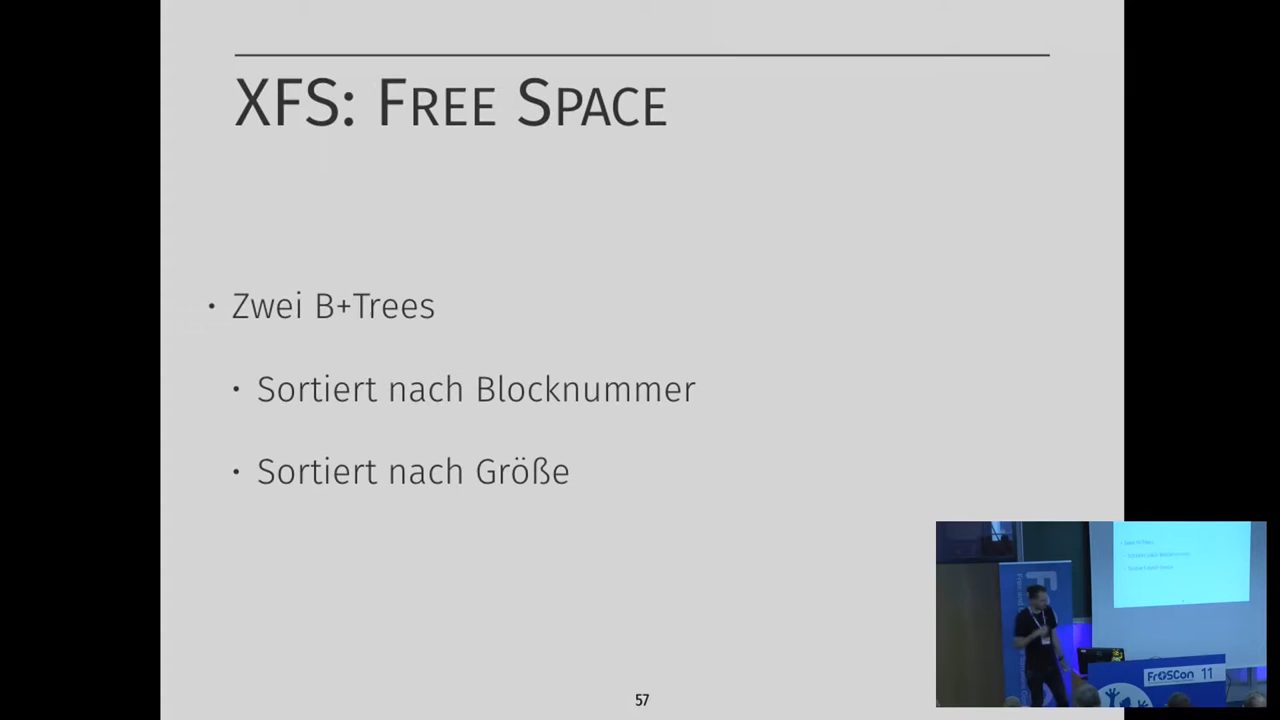 XFS: FREE SPACE
• Zwei B+Trees
• Sortiert nach Blocknummer
• Sortiert nach Größe
57
FrOSCon 11